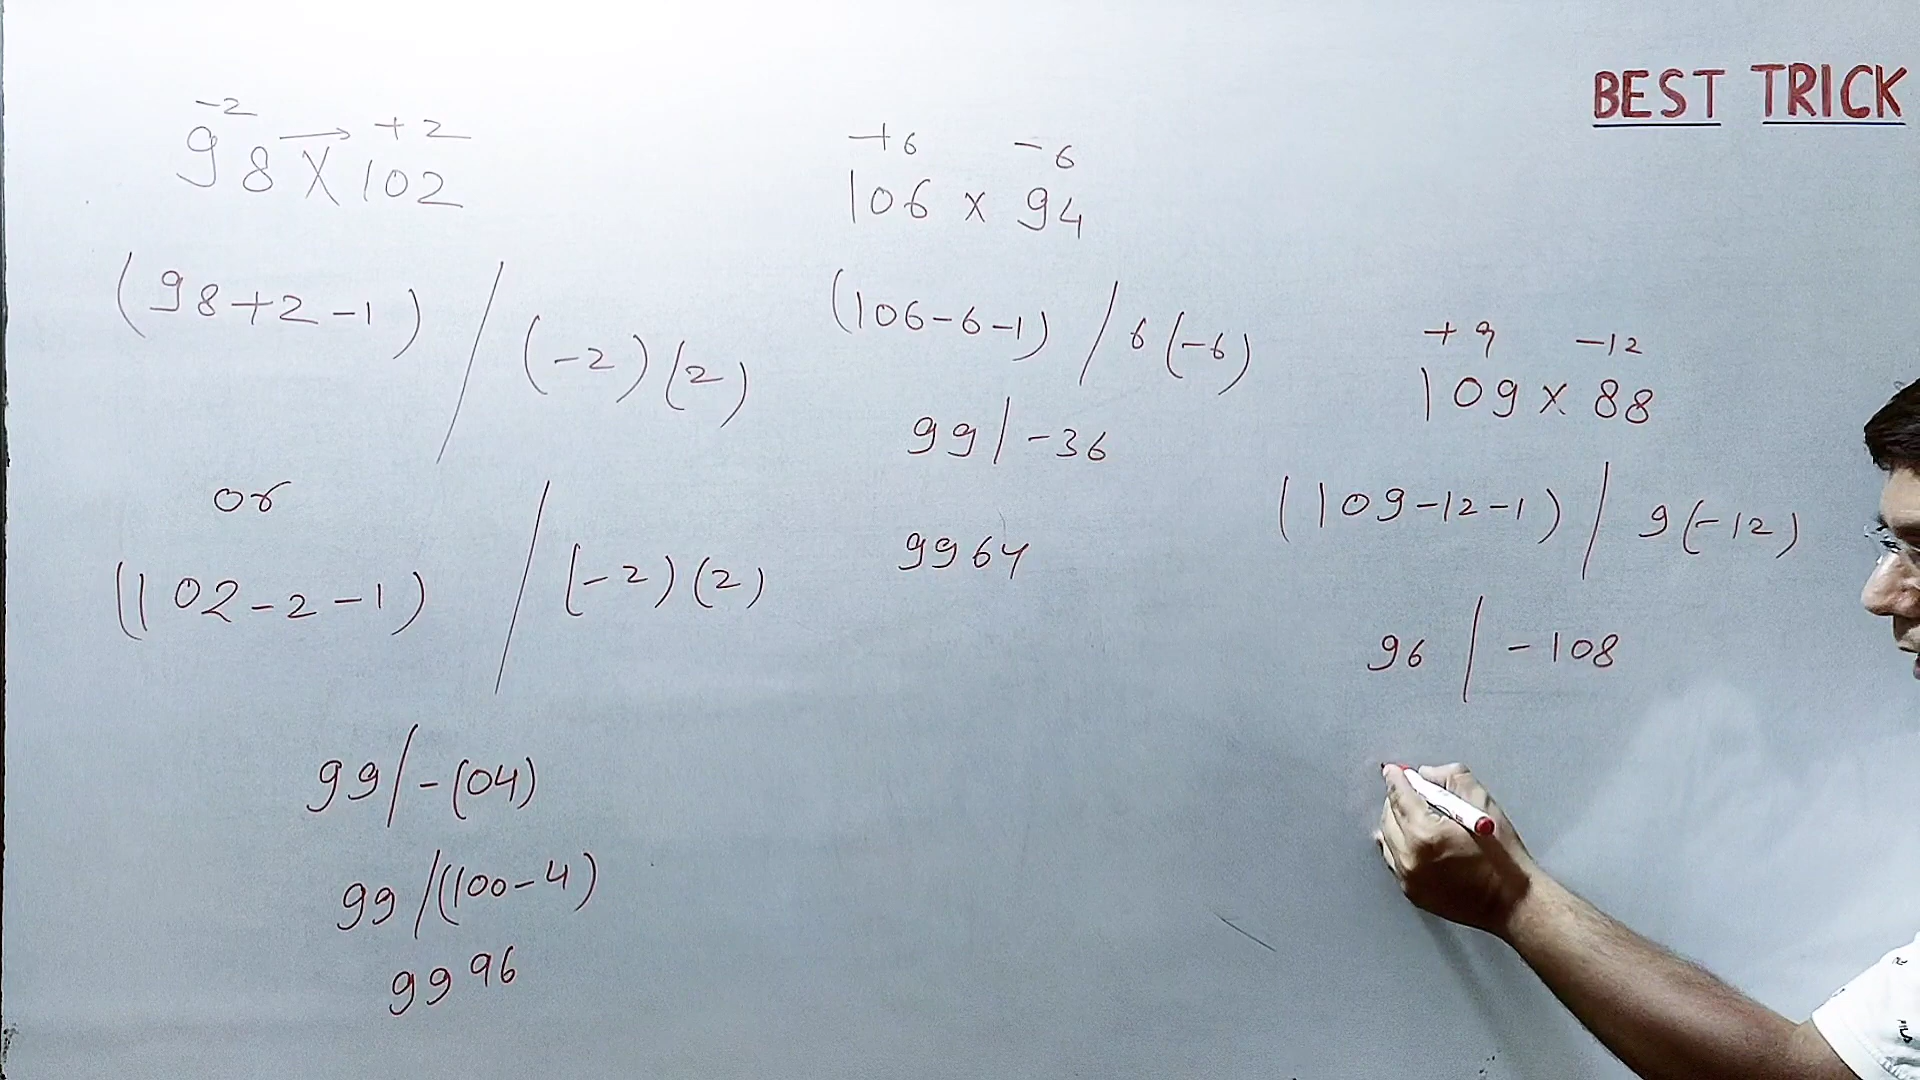 BEST TRICK
-2 +2
98 → X 102
(98+2-1) / (-2)(2)
or
(102-2-1) / (-2)(2)
99/-(04)
99/(100-4)
9996
+6 -6
106 x 94
(106-6-1) / 6(-6)
99/-36
9964
+9 -12
109 x 88
(109-12-1) / 9(-12)
96 / -108